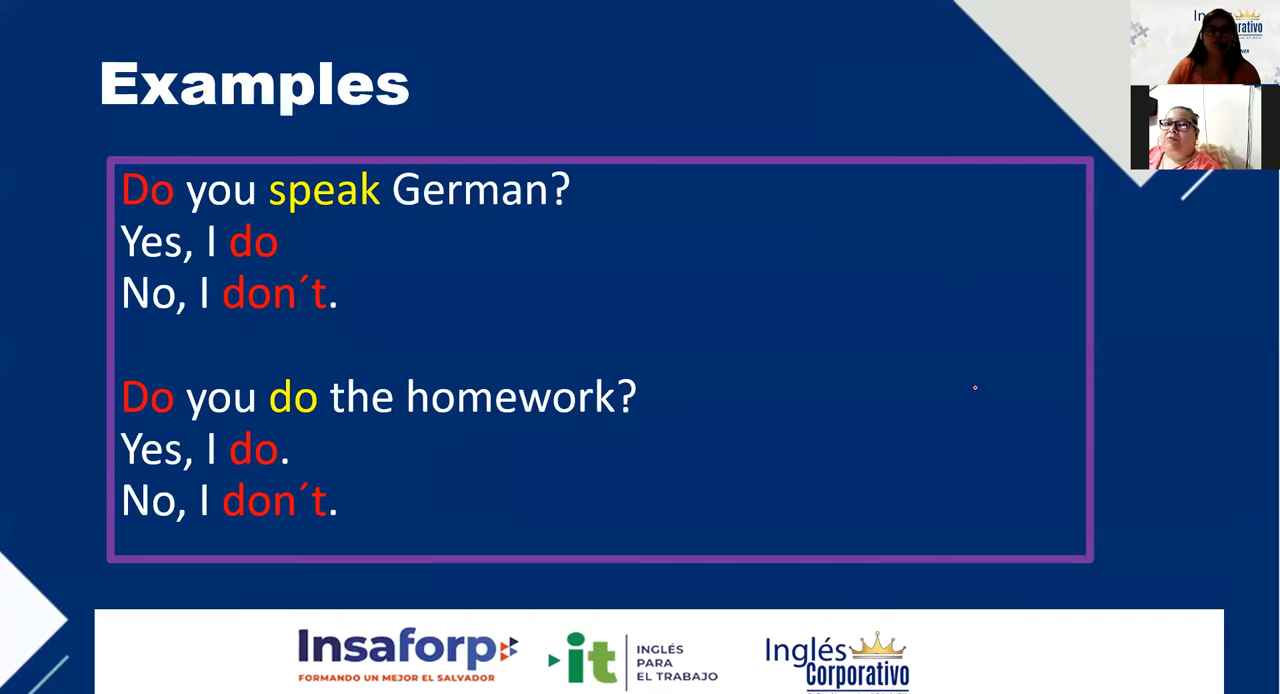 Examples
Do you speak German?
Yes, I do
No, I don´t.
Do you do the homework?
Yes, I do.
No, I don´t.
Insaforp
FORMANDO UN MEJOR EL SALVADOR
it
INGLÉS
PARA
EL TRABAJO
Inglés
Corporativo